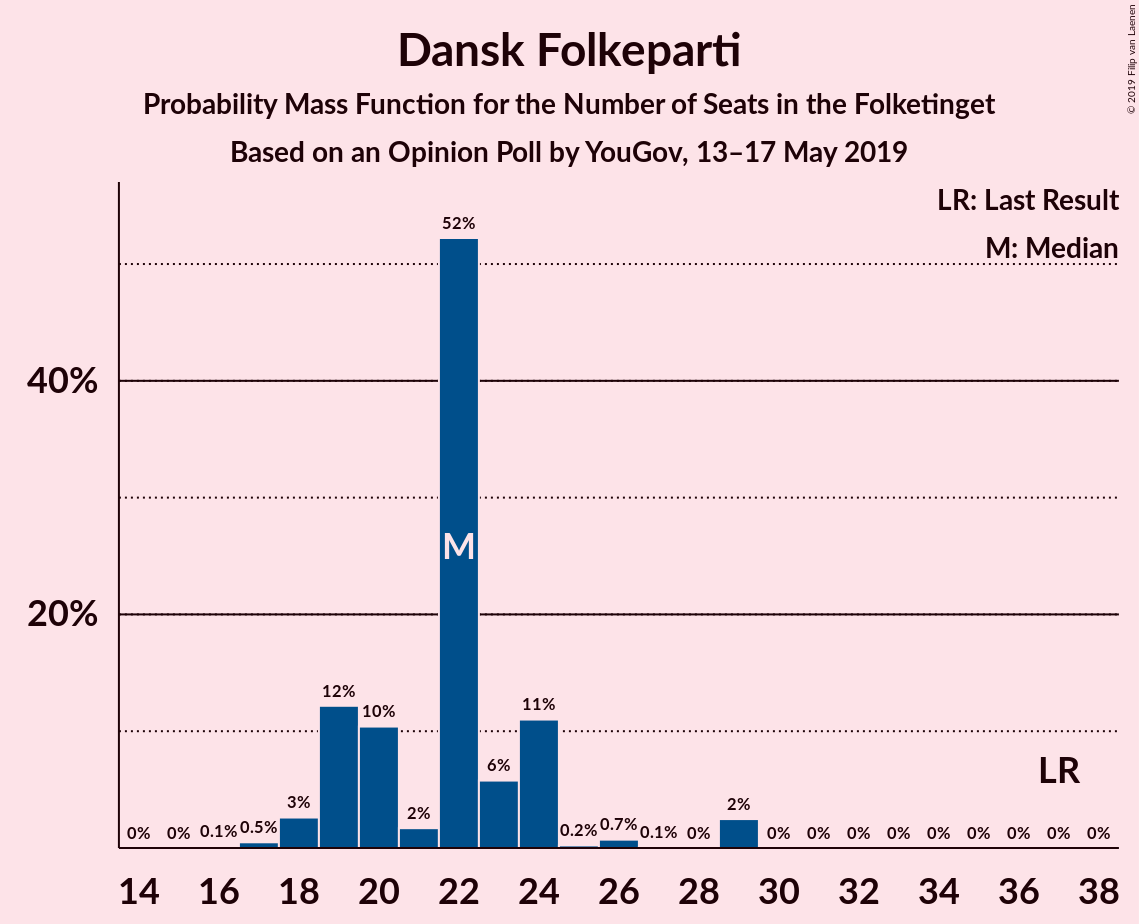 Dansk Folkeparti
Probability Mass Function for the Number of Seats in the Folketinget
Based on an Opinion Poll by YouGov, 13–17 May 2019
© 2019 Filip van Laenen
LR: Last Result
M: Median
52%
40%
M
20%
12%
10%
11%
6%
LR
0% 0% 0.1% 0.5% 3% 2% 0.2% 0.7% 0.1% 0% 2% 0% 0% 0% 0% 0% 0% 0% 0% 0%
14 16 18 20 22 24 26 28 30 32 34 36 38